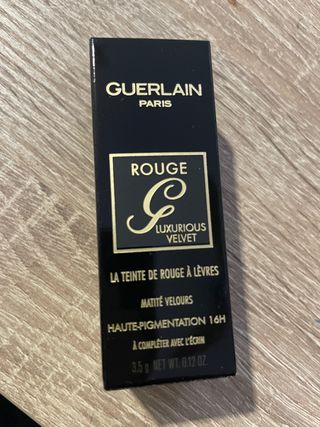 GUERLAIN
PARIS
ROUGE
G
LUXURIOUS
VELVET
LA TEINTE DE ROUGE À LÈVRES
MATITÉ VELOURS
HAUTE-PIGMENTATION 16H
À COMPLÉTER AVEC L'ÉCRIN
3.5 g NET WT. 0.12 OZ.